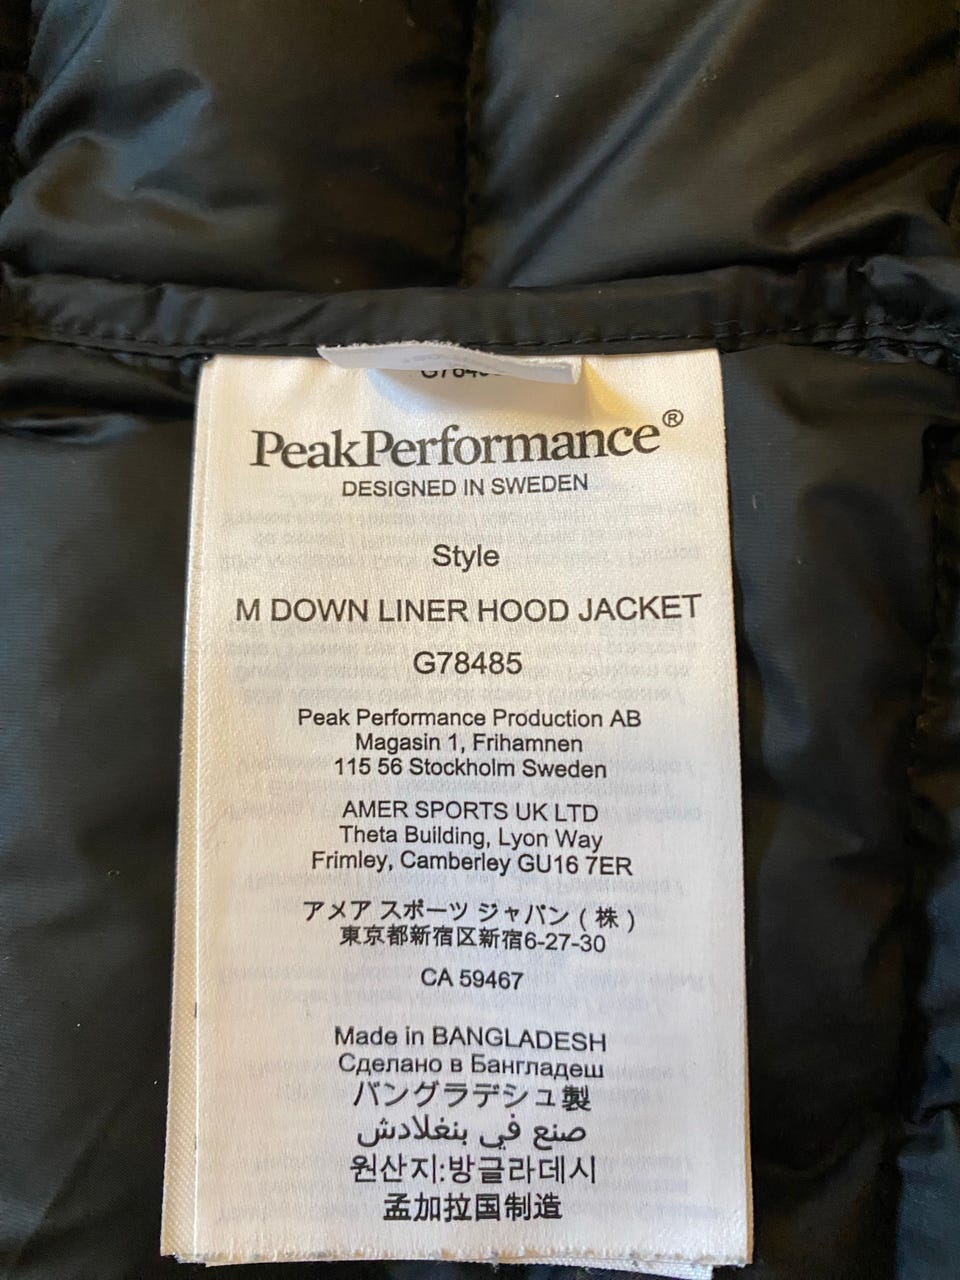 PeakPerformance®
DESIGNED IN SWEDEN
Style
M DOWN LINER HOOD JACKET
G78485
Peak Performance Production AB
Magasin 1, Frihamnen
115 56 Stockholm Sweden
AMER SPORTS UK LTD
Theta Building, Lyon Way
Frimley, Camberley GU16 7ER
アメア スポーツ ジャパン ( 株 )
東京都新宿区新宿6-27-30
CA 59467
Made in BANGLADESH
Сделано в Бангладеш
バングラデシュ製
صنع في بنغلادش
원산지:방글라데시
孟加拉国制造